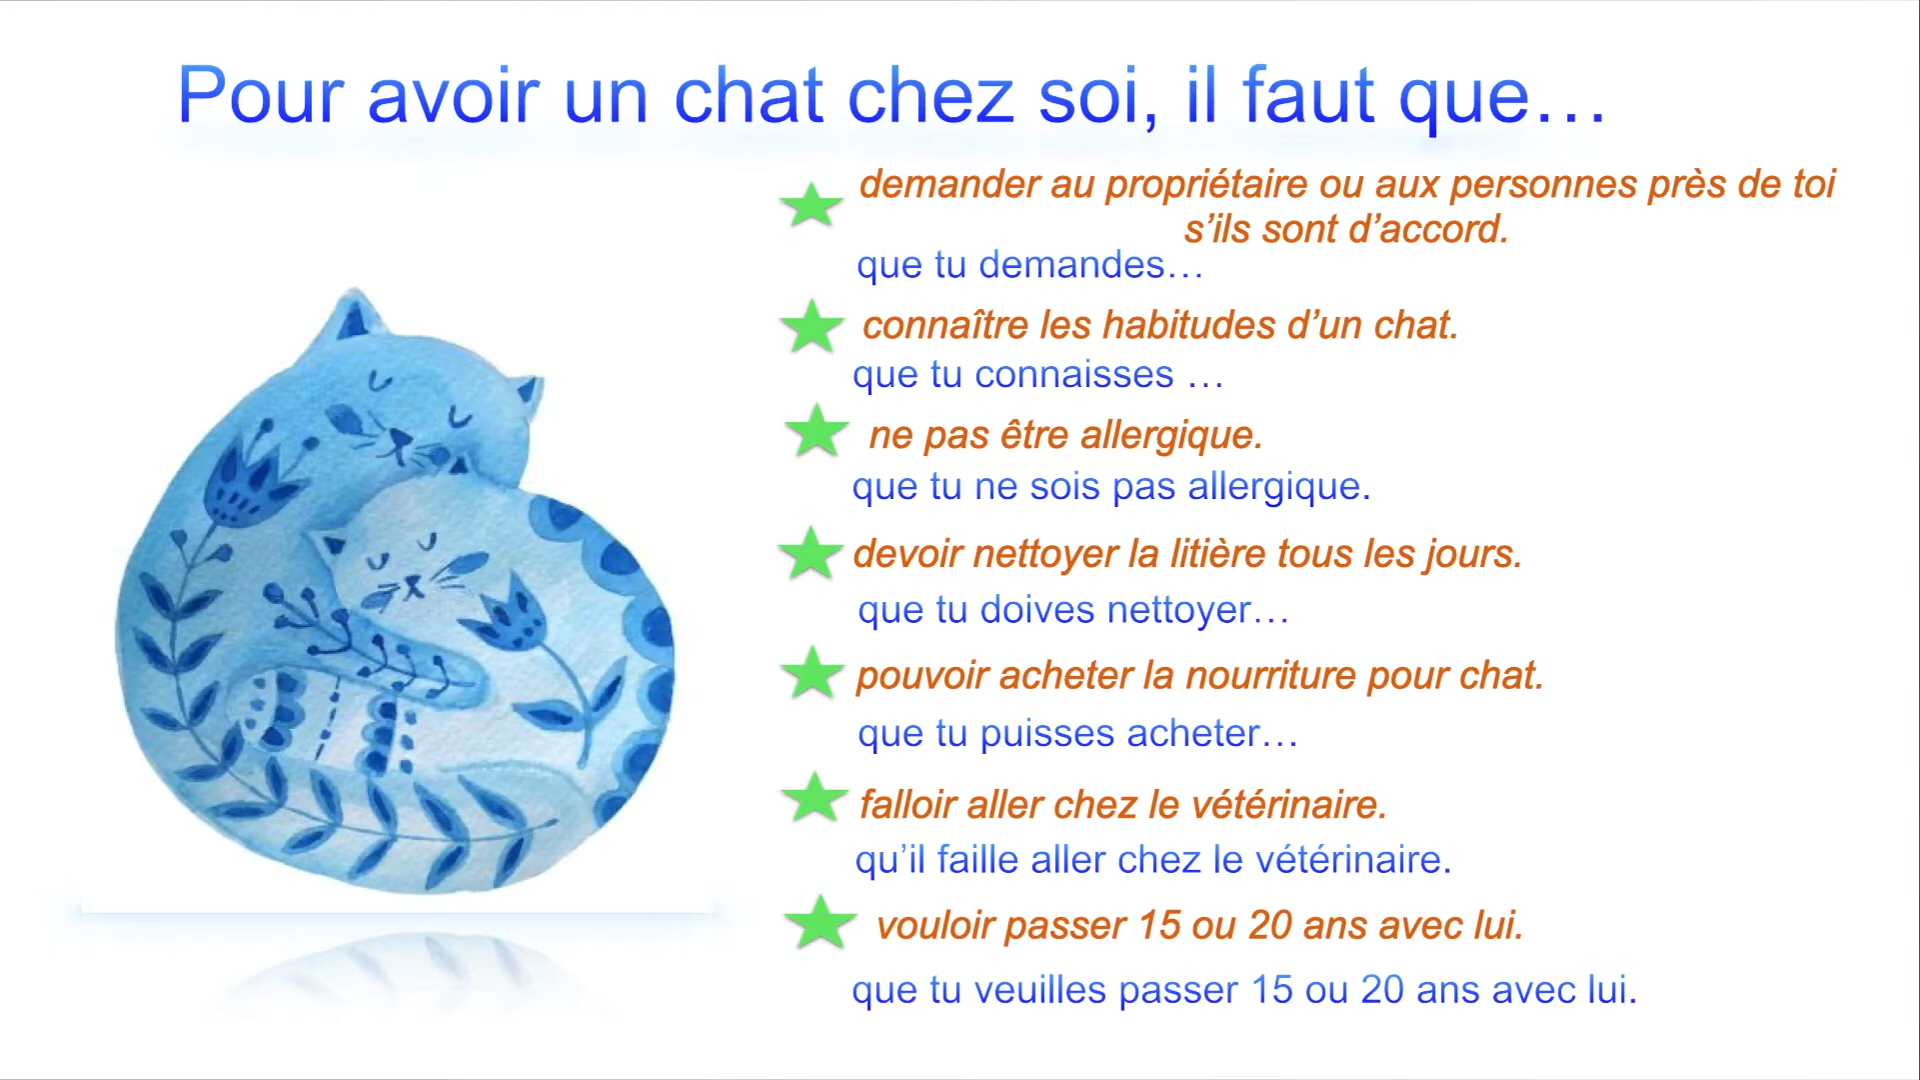 Pour avoir un chat chez soi, il faut que…
demander au propriétaire ou aux personnes près de toi
s’ils sont d’accord.
que tu demandes…
connaître les habitudes d’un chat.
que tu connaisses …
ne pas être allergique.
que tu ne sois pas allergique.
devoir nettoyer la litière tous les jours.
que tu doives nettoyer…
pouvoir acheter la nourriture pour chat.
que tu puisses acheter…
falloir aller chez le vétérinaire.
qu’il faille aller chez le vétérinaire.
vouloir passer 15 ou 20 ans avec lui.
que tu veuilles passer 15 ou 20 ans avec lui.